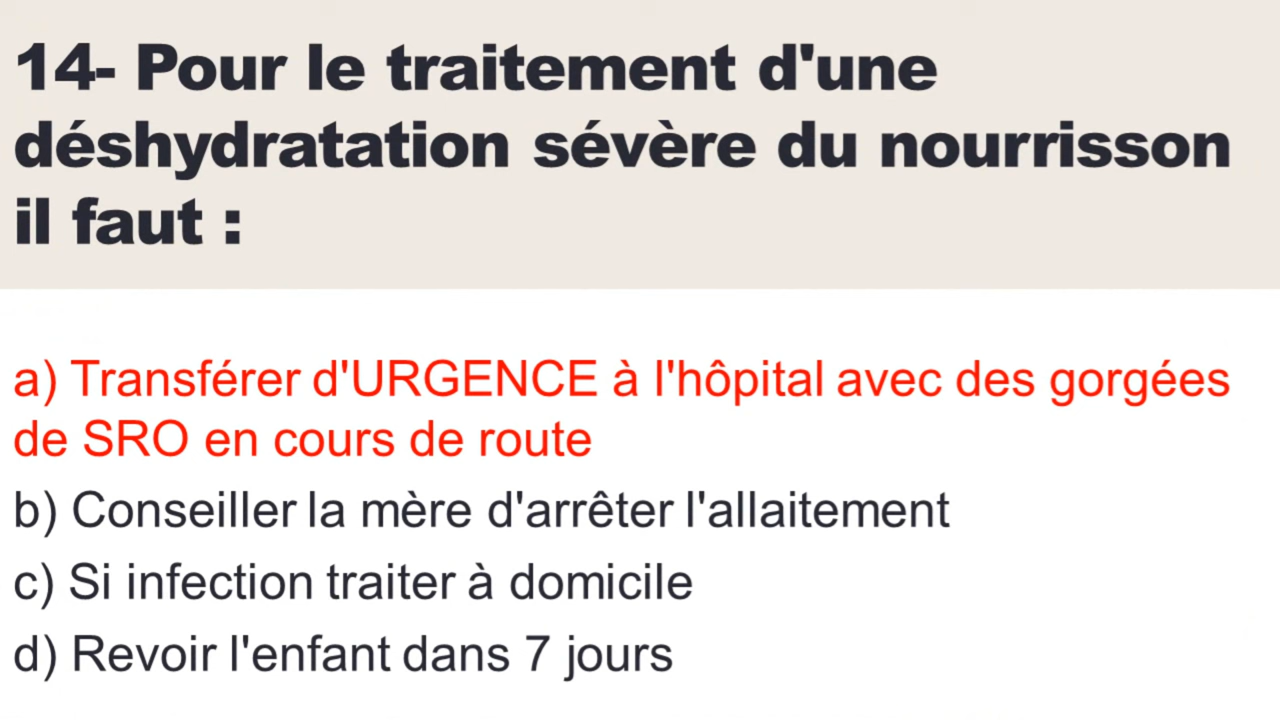 14- Pour le traitement d'une
déshydratation sévère du nourrisson
il faut :
a) Transférer d'URGENCE à l'hôpital avec des gorgées
de SRO en cours de route
b) Conseiller la mère d'arrêter l'allaitement
c) Si infection traiter à domicile
d) Revoir l'enfant dans 7 jours